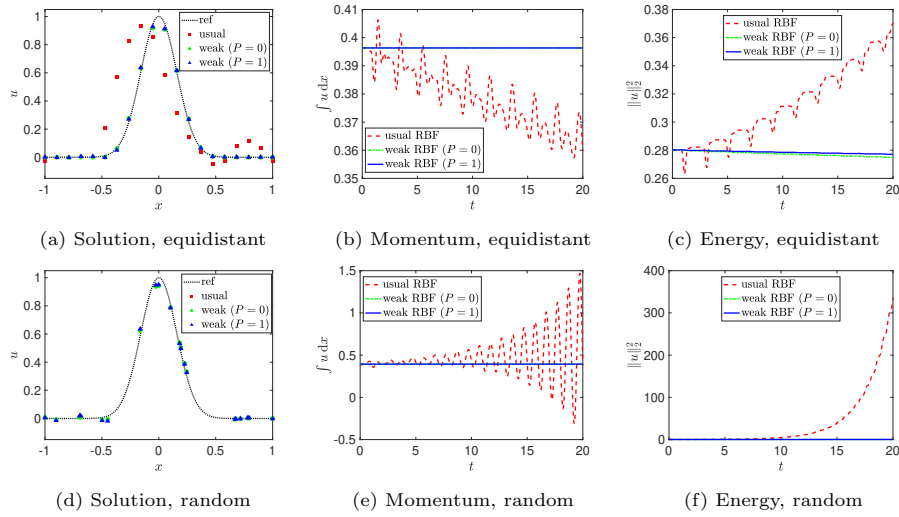 1
0.8
0.6
0.4
0.2
0
u
-1 -0.5 0 0.5 1
x
ref
usual
weak (P = 0)
weak (P = 1)
(a) Solution, equidistant
0.41
0.4
0.39
0.38
0.37
0.36
0.35
∫ u dx
0 5 10 15 20
t
usual RBF
weak RBF (P = 0)
weak RBF (P = 1)
(b) Momentum, equidistant
0.38
0.36
0.34
0.32
0.3
0.28
0.26
‖u‖₂²
0 5 10 15 20
t
usual RBF
weak RBF (P = 0)
weak RBF (P = 1)
(c) Energy, equidistant
1
0.8
0.6
0.4
0.2
0
u
-1 -0.5 0 0.5 1
x
ref
usual
weak (P = 0)
weak (P = 1)
(d) Solution, random
1.5
1
0.5
0
-0.5
∫ u dx
0 5 10 15 20
t
usual RBF
weak RBF (P = 0)
weak RBF (P = 1)
(e) Momentum, random
400
300
200
100
0
‖u‖₂²
0 5 10 15 20
t
usual RBF
weak RBF (P = 0)
weak RBF (P = 1)
(f) Energy, random